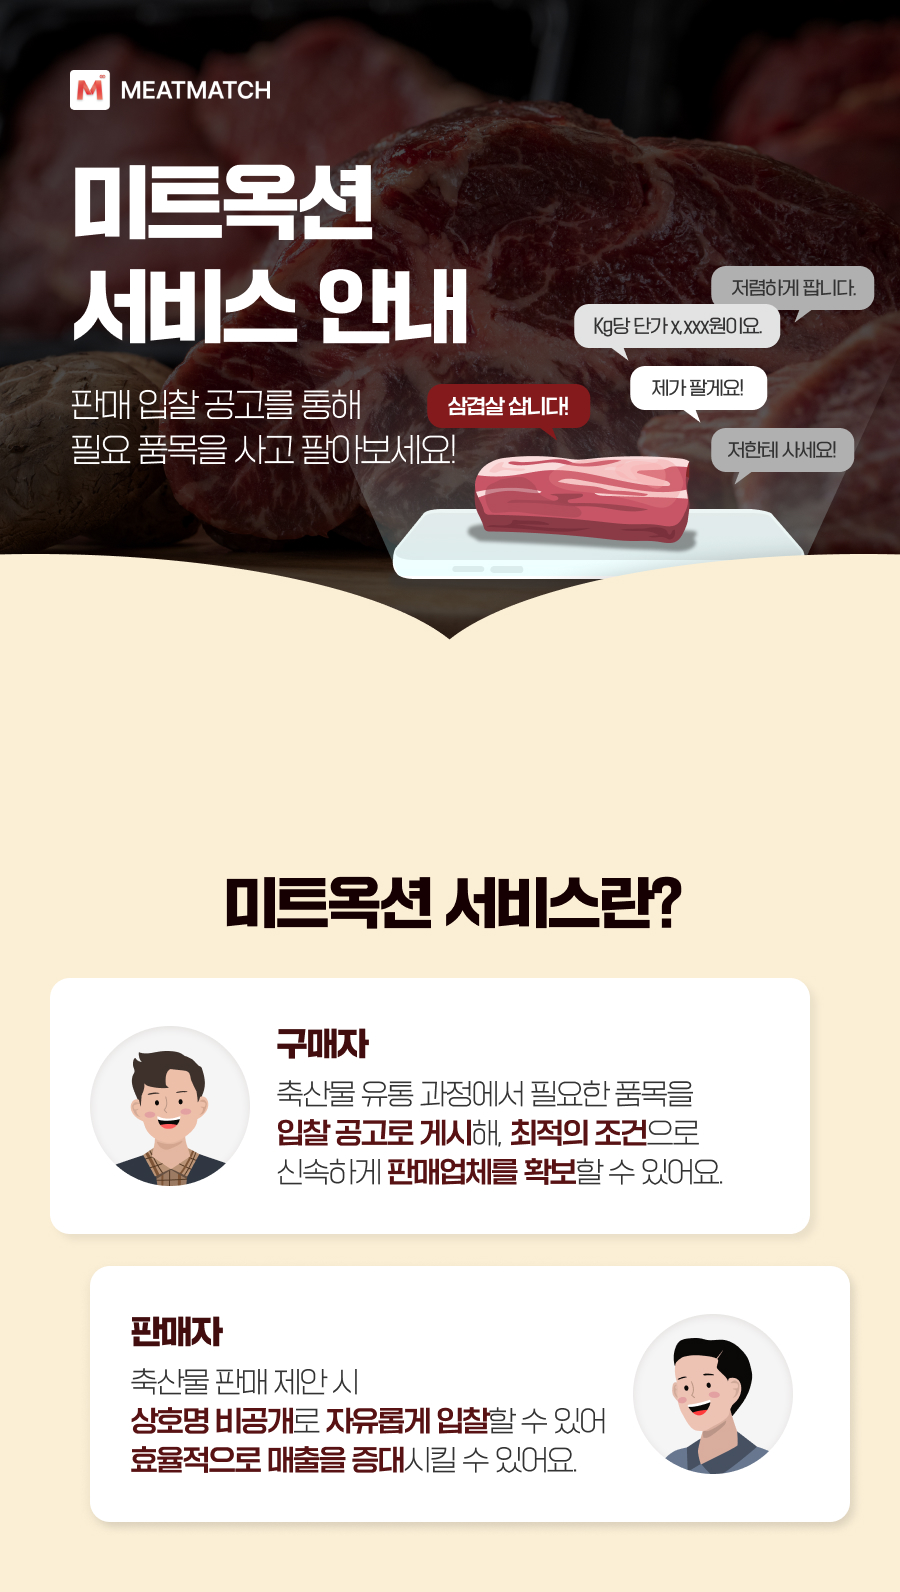 M
MEATMATCH
미트옥션
서비스 안내
판매 입찰 공고를 통해
필요 품목을 사고 팔아보세요!
저렴하게 팝니다.
Kg당 단가 x,xxx원이요.
제가 팔게요!
삼겹살 삽니다!
저한테 사세요!
미트옥션 서비스란?
구매자
축산물 유통 과정에서 필요한 품목을
입찰 공고로 게시해, 최적의 조건으로
신속하게 판매업체를 확보할 수 있어요.
판매자
축산물 판매 제안 시
상호명 비공개로 자유롭게 입찰할 수 있어
효율적으로 매출을 증대시킬 수 있어요.